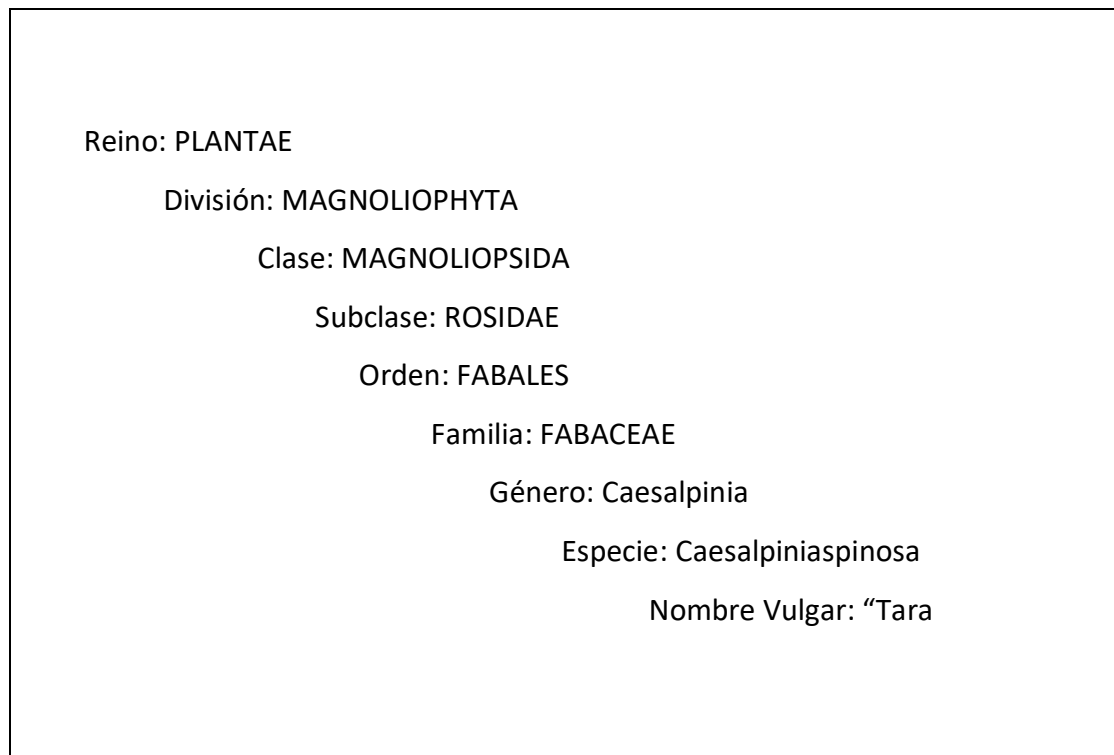 Reino: PLANTAE
División: MAGNOLIOPHYTA
Clase: MAGNOLIOPSIDA
Subclase: ROSIDAE
Orden: FABALES
Familia: FABACEAE
Género: Caesalpinia
Especie: Caesalpiniaspinosa
Nombre Vulgar: “Tara